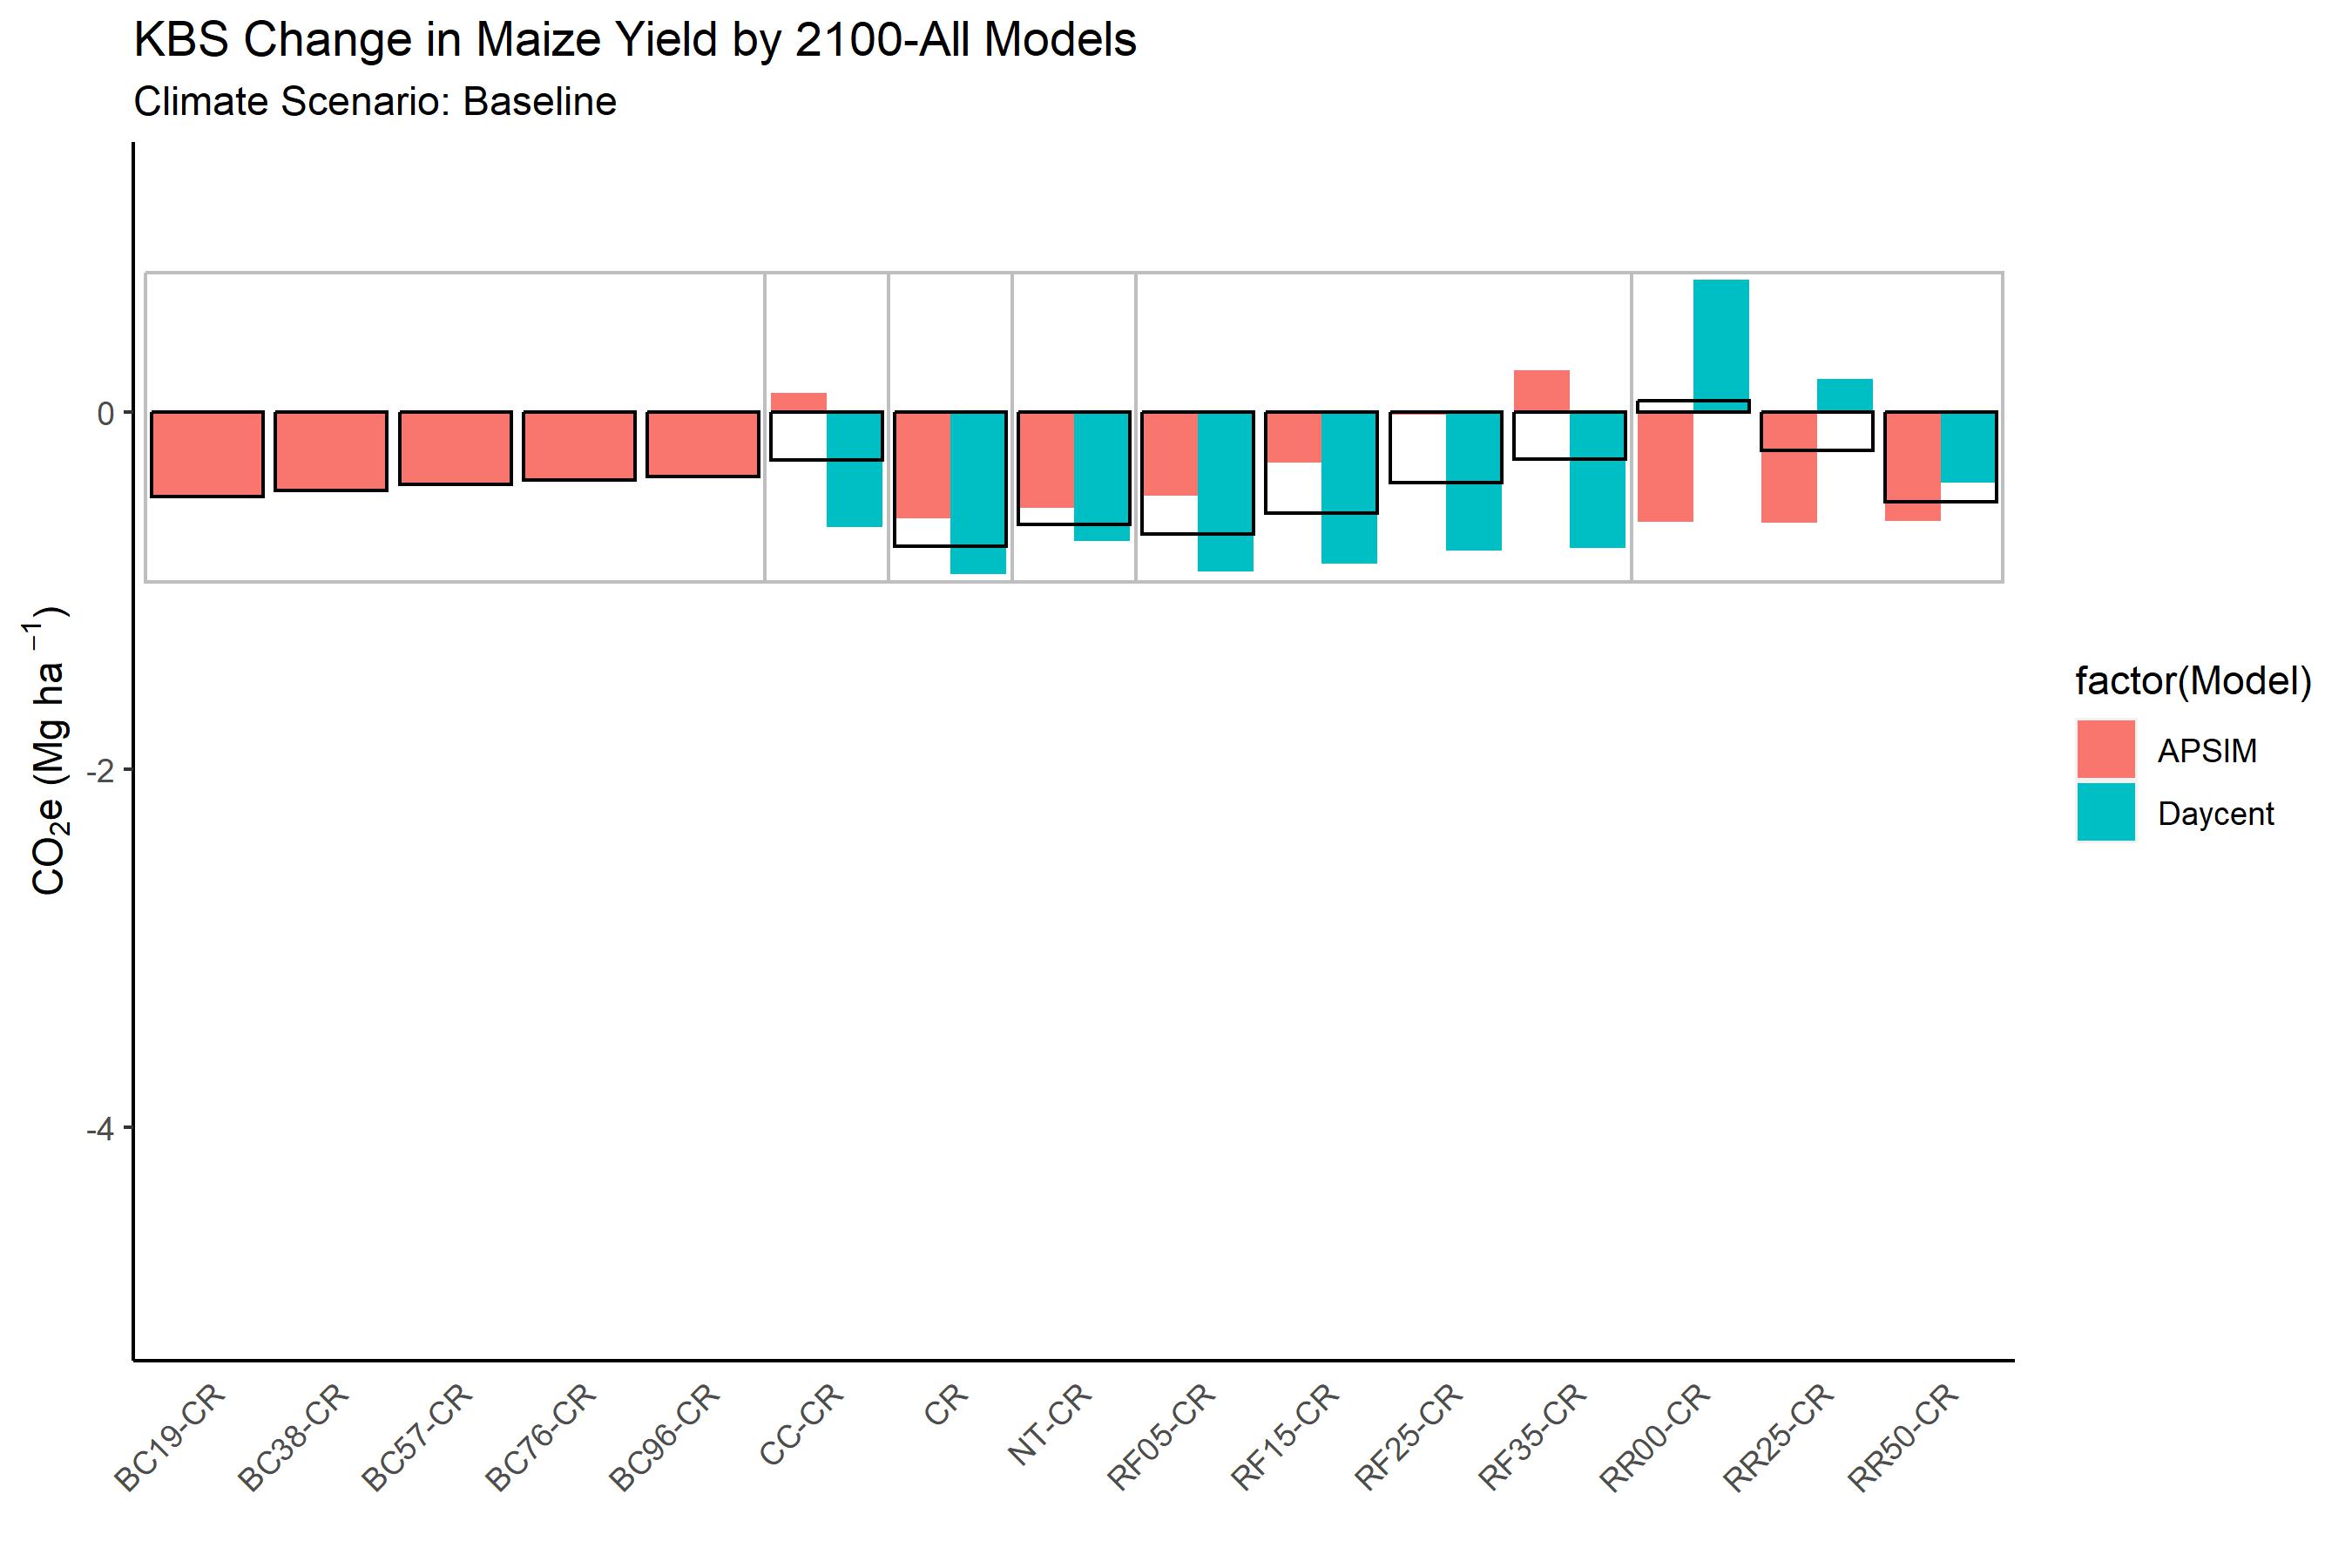 KBS Change in Maize Yield by 2100-All Models
Climate Scenario: Baseline
CO₂e (Mg ha ⁻¹)
0
-2
-4
BC19-CR
BC38-CR
BC57-CR
BC76-CR
BC96-CR
CC-CR
CR
NT-CR
RF05-CR
RF15-CR
RF25-CR
RF35-CR
RR00-CR
RR25-CR
RR50-CR
factor(Model)
APSIM
Daycent